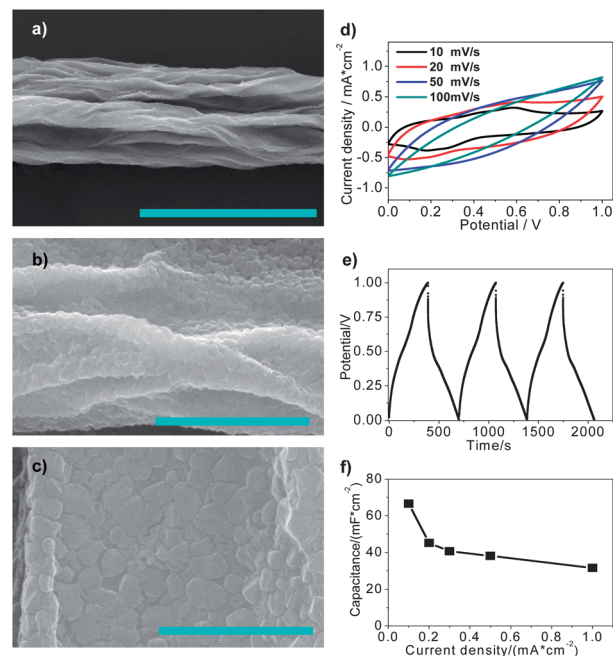 a)
b)
c)
d)
10 mV/s
20 mV/s
50 mV/s
100mV/s
Current density / mA*cm-2
1.0
0.5
0.0
-0.5
-1.0
0.0 0.2 0.4 0.6 0.8 1.0
Potential / V
e)
Potential/V
1.00
0.75
0.50
0.25
0.00
0 500 1000 1500 2000
Time/s
f)
Capacitance/(mF*cm-2)
80
60
40
20
0
0.0 0.2 0.4 0.6 0.8 1.0
Current density/(mA*cm-2)